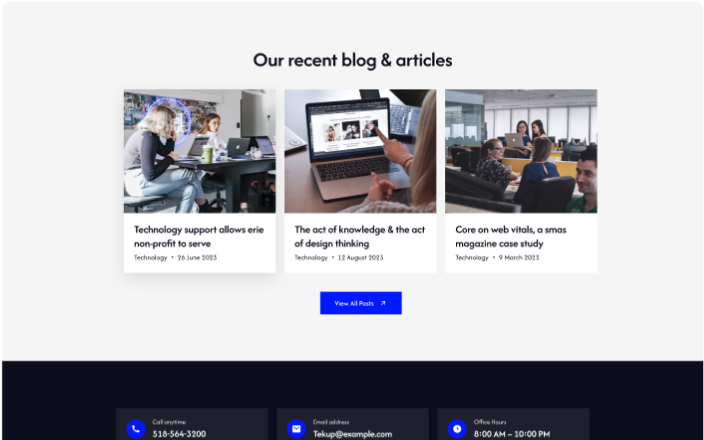 Our recent blog & articles
Technology support allows erie
non-profit to serve
Technology • 26 June 2023
The act of knowledge & the act
of design thinking
Technology • 12 August 2023
Core on web vitals, a smas
magazine case study
Technology • 9 March 2023
View All Posts
Call anytime
518-564-3200
Email address
Tekup@example.com
Office Hours
8:00 AM – 10:00 PM